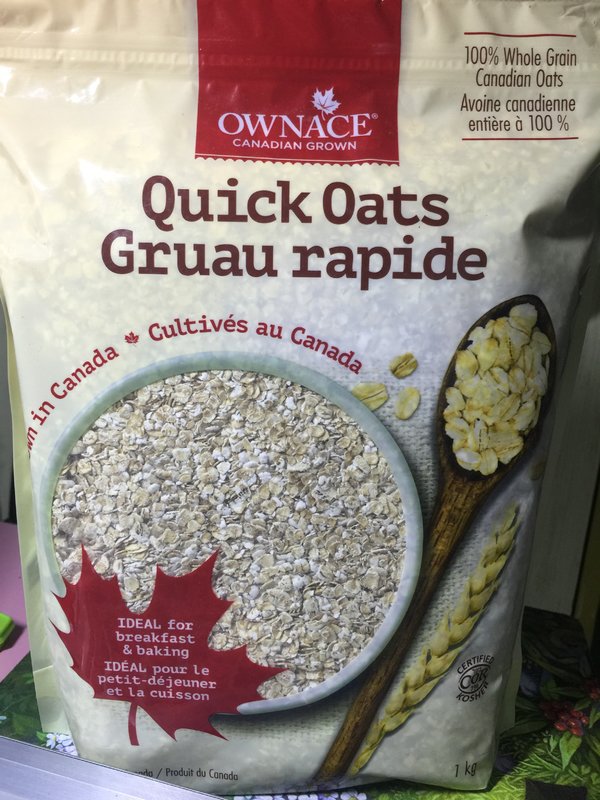 100% Whole Grain
Canadian Oats
Avoine canadienne
entière à 100 %
OWNACE®
CANADIAN GROWN
Quick Oats
Gruau rapide
in Canada
Cultivés au Canada
IDEAL for
breakfast
& baking
IDÉAL pour le
petit-déjeuner
et la cuisson
CERTIFIED
KOSHER
/ Produit du Canada
1 kg